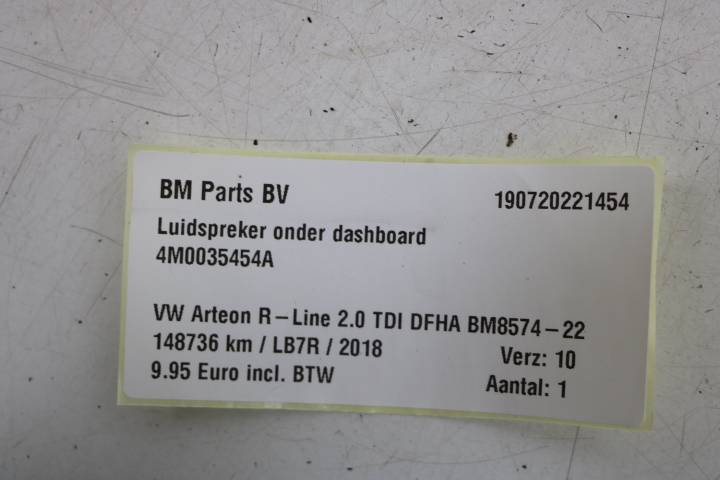 BM Parts BV 190720221454
Luidspreker onder dashboard
4M0035454A
VW Arteon R-Line 2.0 TDI DFHA BM8574-22
148736 km / LB7R / 2018 Verz: 10
9.95 Euro incl. BTW Aantal: 1